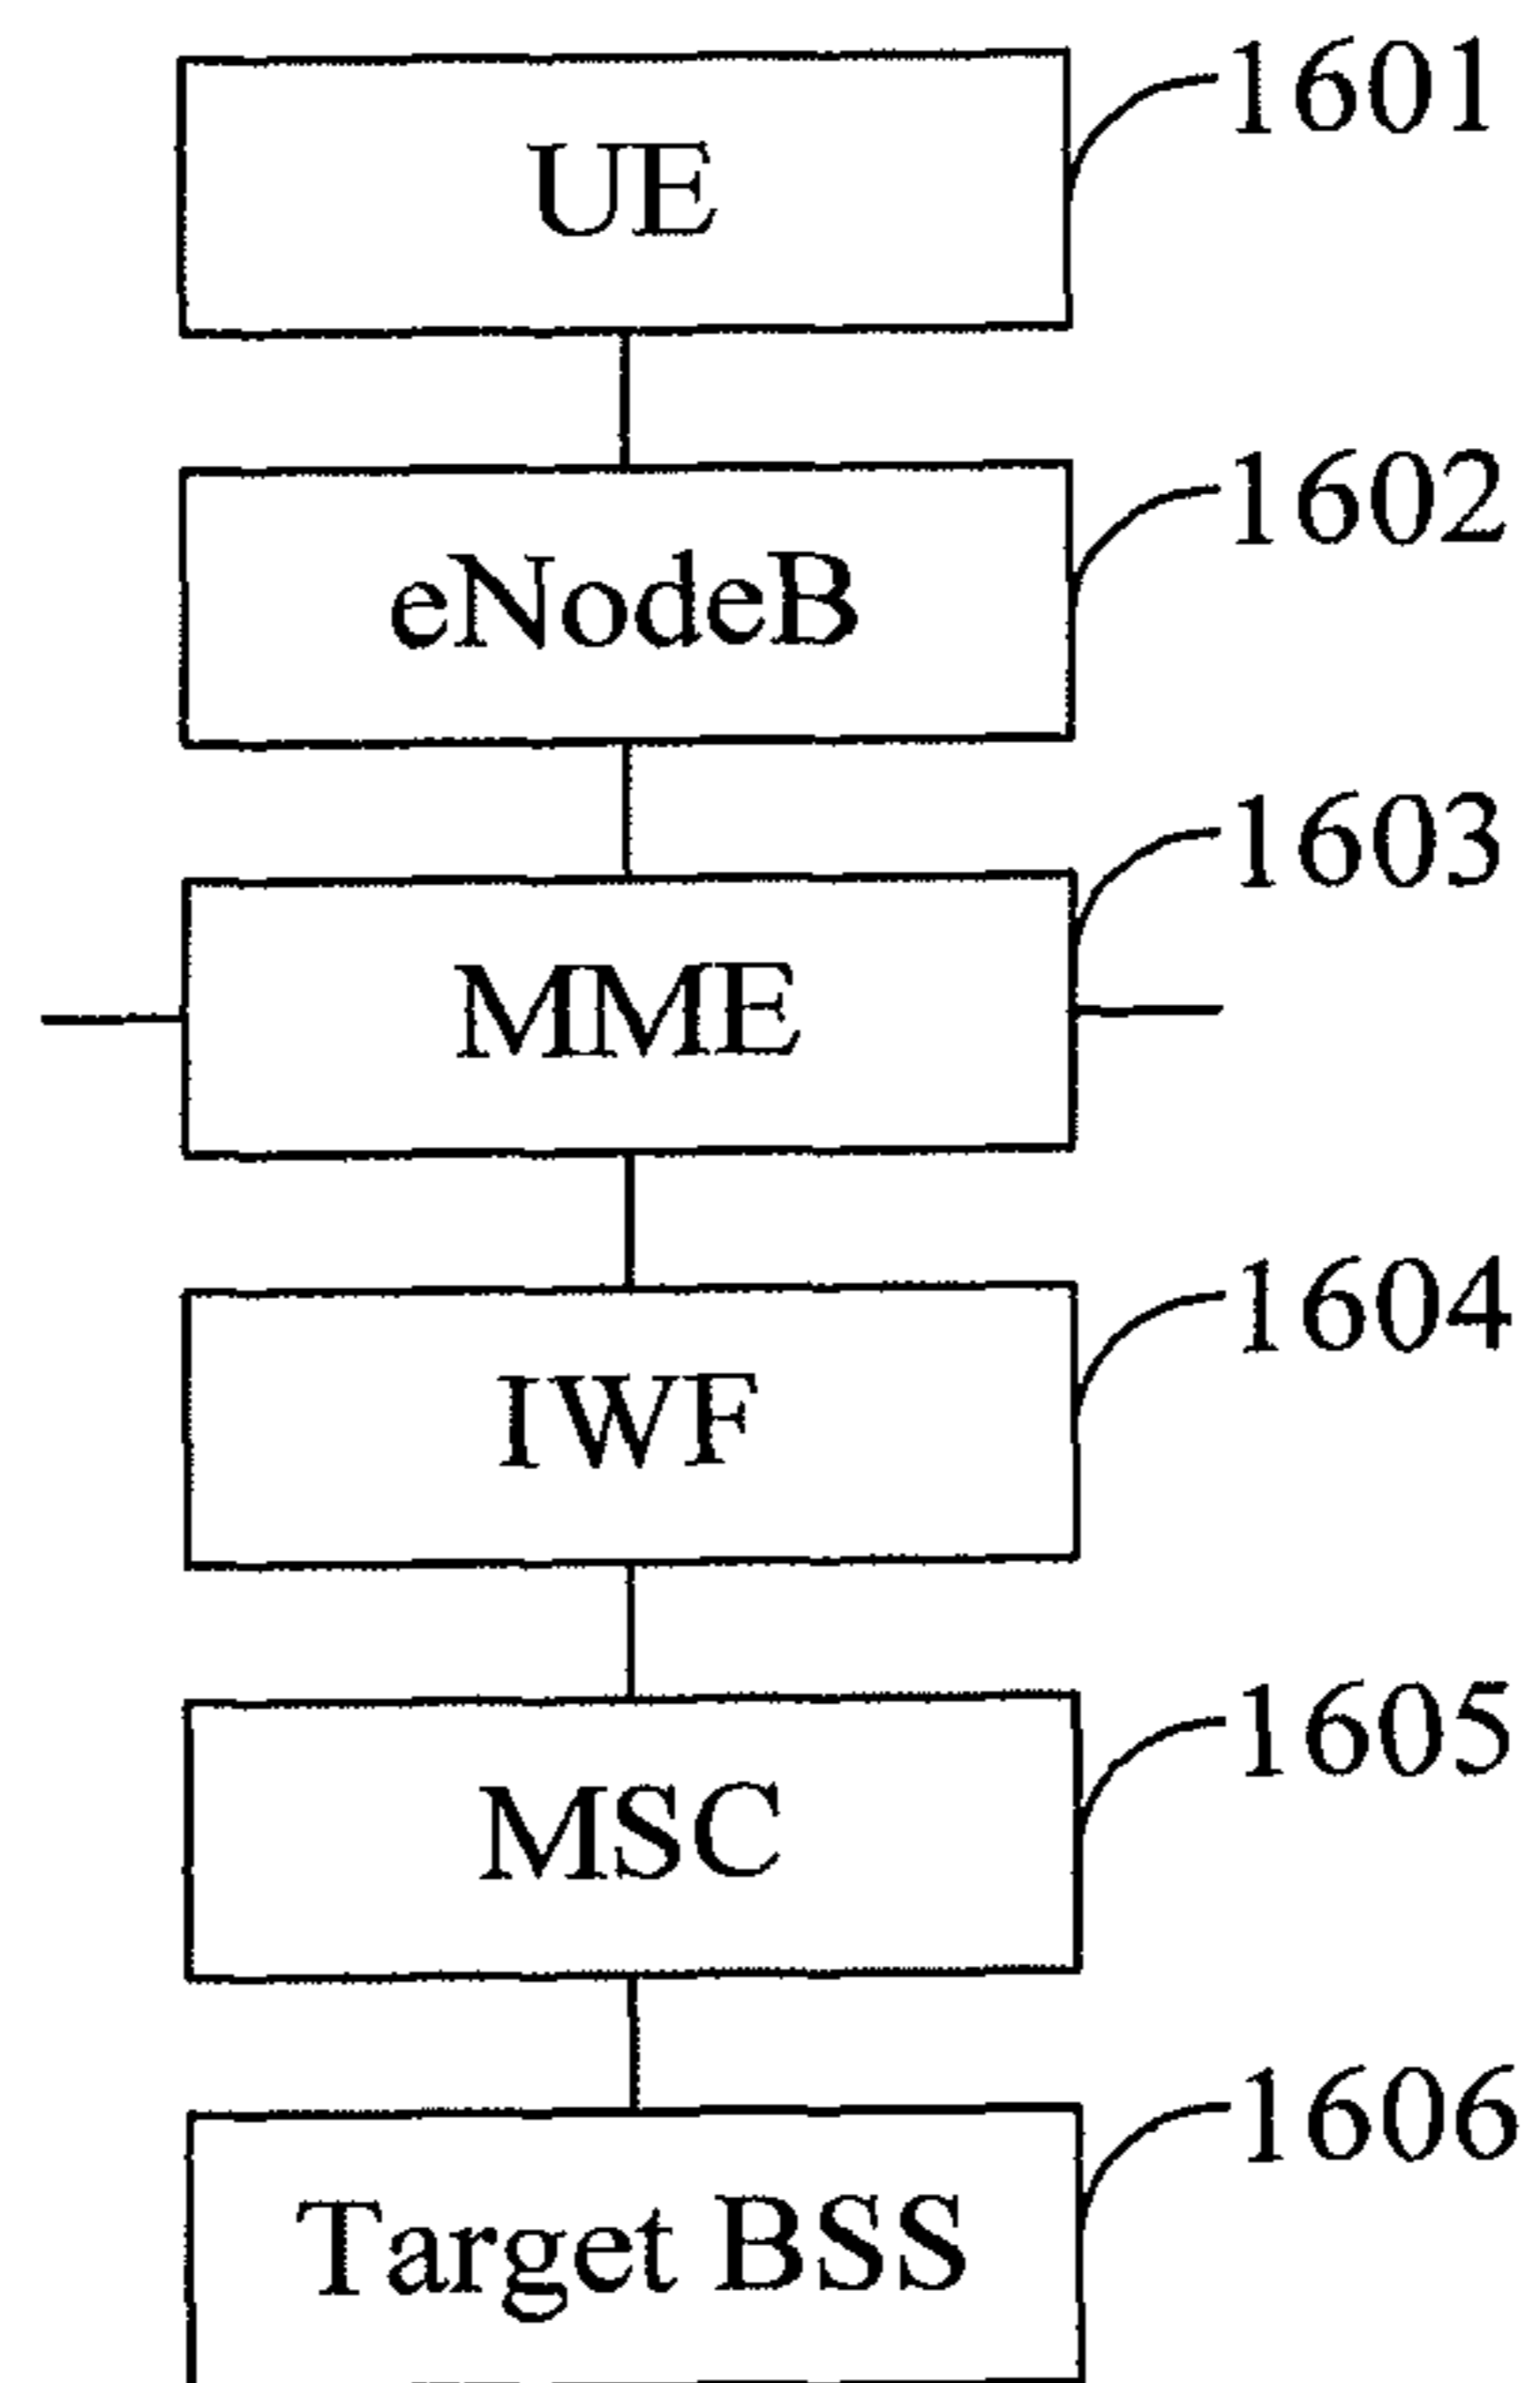 1601
UE
1602
eNodeB
1603
MME
1604
IWF
1605
MSC
1606
Target BSS